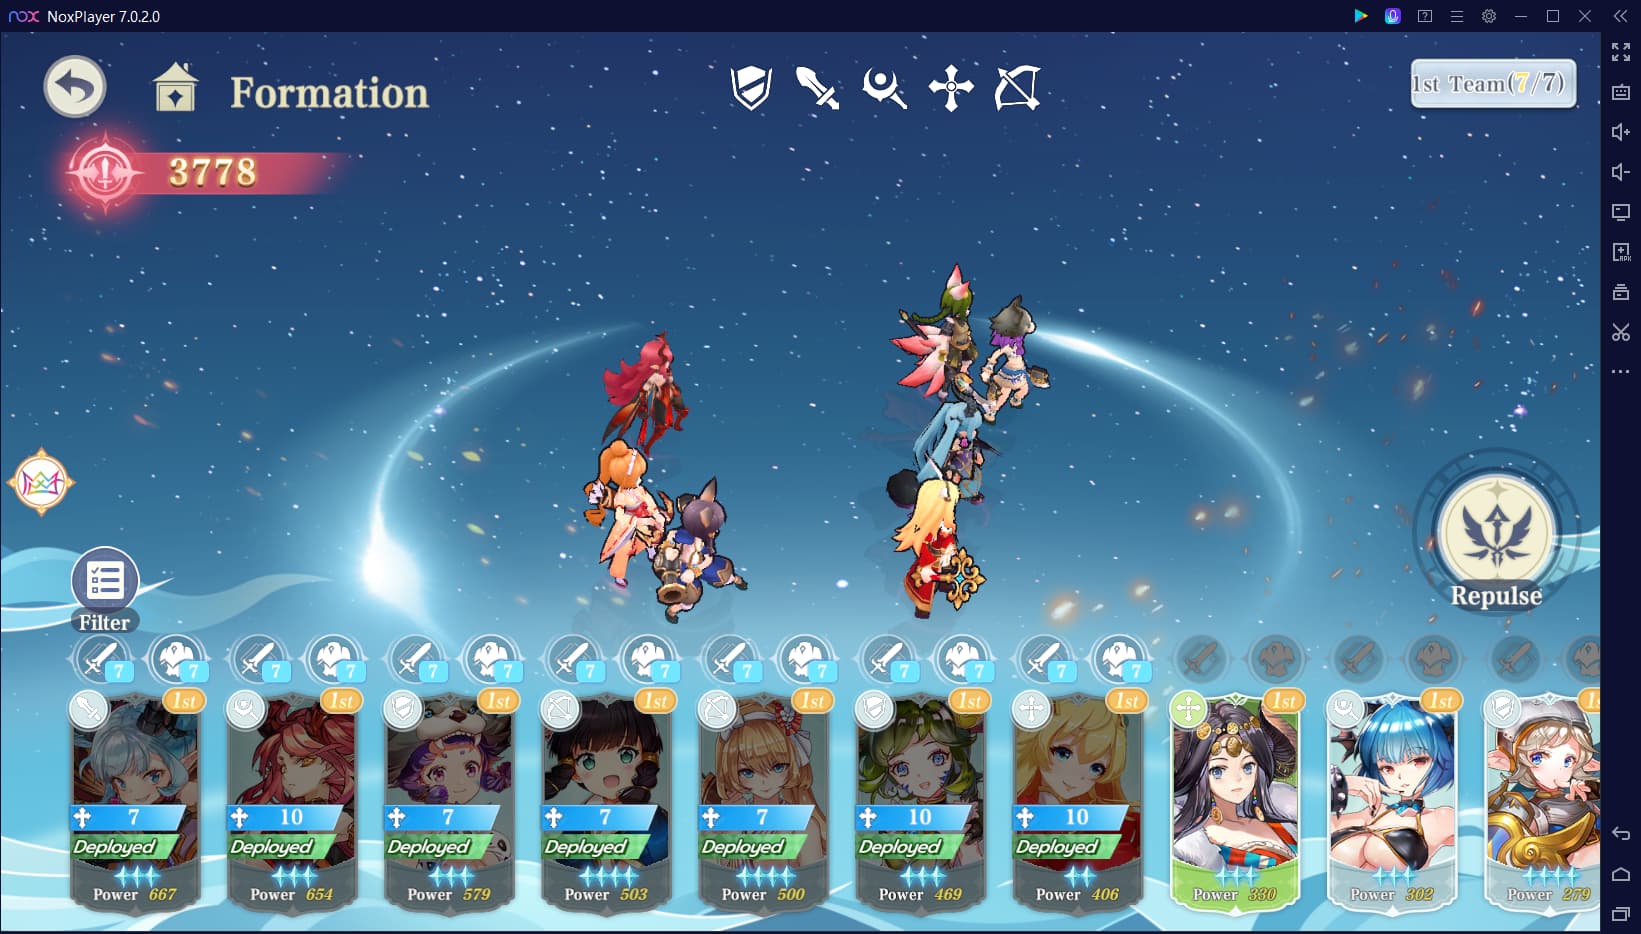 nox NoxPlayer 7.0.2.0
Formation
1st Team(7/7)
3778
Repulse
Filter
7 7 7 7 7 7 7 7 7 7 7 7 7 7
1st 1st 1st 1st 1st 1st 1st 1st 1st
7 10 7 7 7 10 10
Deployed Deployed Deployed Deployed Deployed Deployed Deployed
Power 667 Power 654 Power 579 Power 503 Power 500 Power 469 Power 406 Power 330 Power 302 Power 279